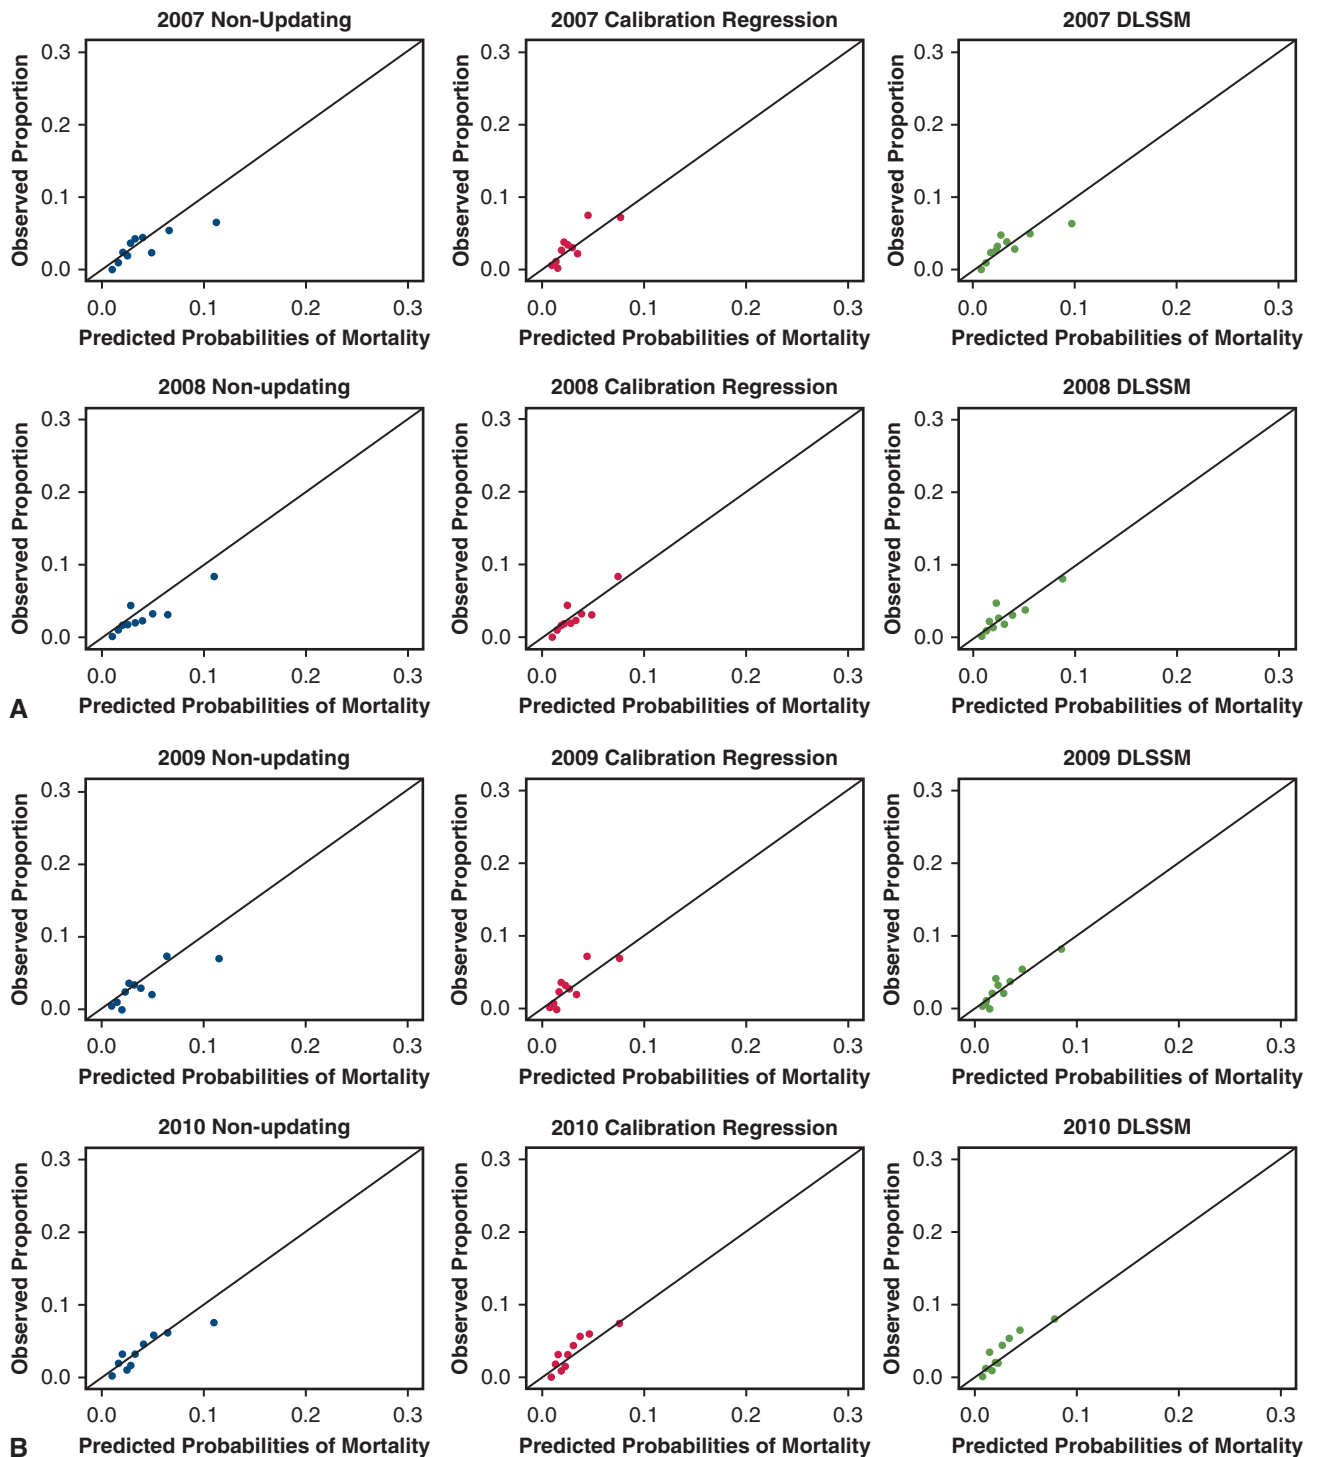 2007 Non-Updating
2007 Calibration Regression
2007 DLSSM
Observed Proportion
0.3
0.2
0.1
0.0
0.0 0.1 0.2 0.3
Predicted Probabilities of Mortality
Observed Proportion
0.3
0.2
0.1
0.0
0.0 0.1 0.2 0.3
Predicted Probabilities of Mortality
Observed Proportion
0.3
0.2
0.1
0.0
0.0 0.1 0.2 0.3
Predicted Probabilities of Mortality
2008 Non-updating
2008 Calibration Regression
2008 DLSSM
Observed Proportion
0.3
0.2
0.1
0.0
0.0 0.1 0.2 0.3
Predicted Probabilities of Mortality
Observed Proportion
0.3
0.2
0.1
0.0
0.0 0.1 0.2 0.3
Predicted Probabilities of Mortality
Observed Proportion
0.3
0.2
0.1
0.0
0.0 0.1 0.2 0.3
Predicted Probabilities of Mortality
A
2009 Non-updating
2009 Calibration Regression
2009 DLSSM
Observed Proportion
0.3
0.2
0.1
0.0
0.0 0.1 0.2 0.3
Predicted Probabilities of Mortality
Observed Proportion
0.3
0.2
0.1
0.0
0.0 0.1 0.2 0.3
Predicted Probabilities of Mortality
Observed Proportion
0.3
0.2
0.1
0.0
0.0 0.1 0.2 0.3
Predicted Probabilities of Mortality
2010 Non-updating
2010 Calibration Regression
2010 DLSSM
Observed Proportion
0.3
0.2
0.1
0.0
0.0 0.1 0.2 0.3
Predicted Probabilities of Mortality
Observed Proportion
0.3
0.2
0.1
0.0
0.0 0.1 0.2 0.3
Predicted Probabilities of Mortality
Observed Proportion
0.3
0.2
0.1
0.0
0.0 0.1 0.2 0.3
Predicted Probabilities of Mortality
B